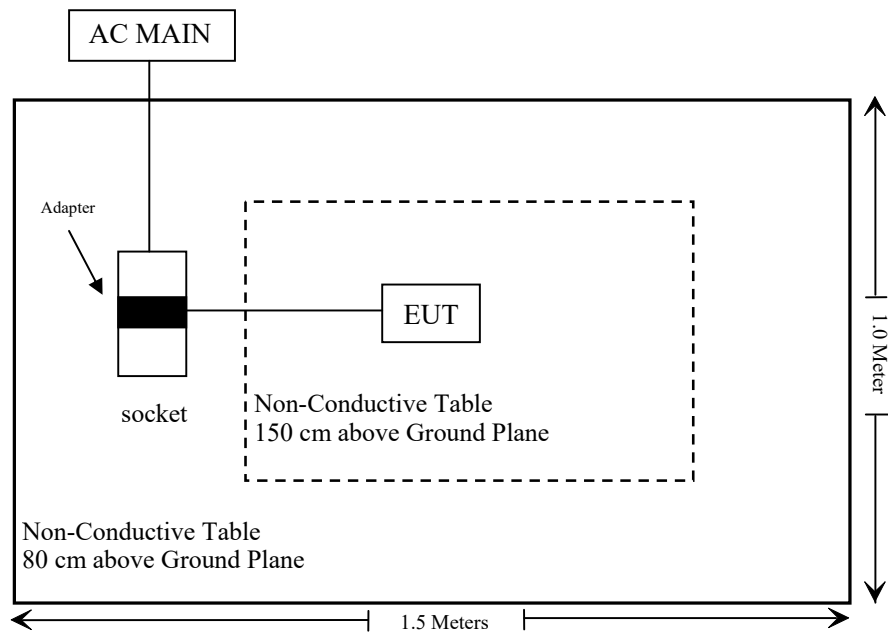 AC MAIN
Adapter
EUT
socket
Non-Conductive Table
150 cm above Ground Plane
1.0 Meter
Non-Conductive Table
80 cm above Ground Plane
1.5 Meters